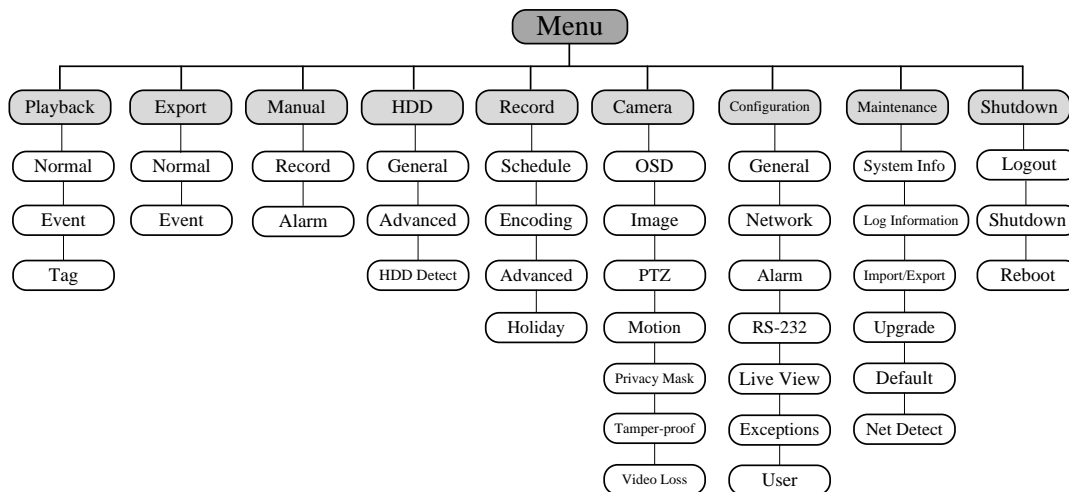 Menu
Playback
Export
Manual
HDD
Record
Camera
Configuration
Maintenance
Shutdown
Normal
Normal
Record
General
Schedule
OSD
General
System Info
Logout
Event
Event
Alarm
Advanced
Encoding
Image
Network
Log Information
Shutdown
Tag
HDD Detect
Advanced
PTZ
Alarm
Import/Export
Reboot
Holiday
Motion
RS-232
Upgrade
Privacy Mask
Live View
Default
Tamper-proof
Exceptions
Net Detect
Video Loss
User